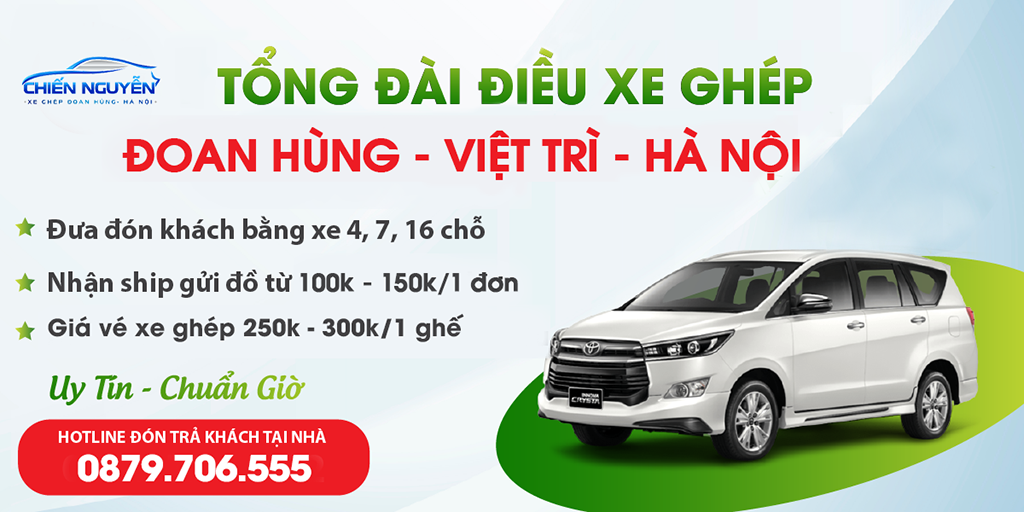 CHIẾN NGUYỄN
-XE GHÉP ĐOAN HÙNG- HÀ NỘI-
TỔNG ĐÀI ĐIỀU XE GHÉP
ĐOAN HÙNG - VIỆT TRÌ - HÀ NỘI
Đưa đón khách bằng xe 4, 7, 16 chỗ
Nhận ship gửi đồ từ 100k - 150k/1 đơn
Giá vé xe ghép 250k - 300k/1 ghế
Uy Tín - Chuẩn Giờ
HOTLINE ĐÓN TRẢ KHÁCH TẠI NHÀ
0879.706.555
INNOVA
CRYSTA